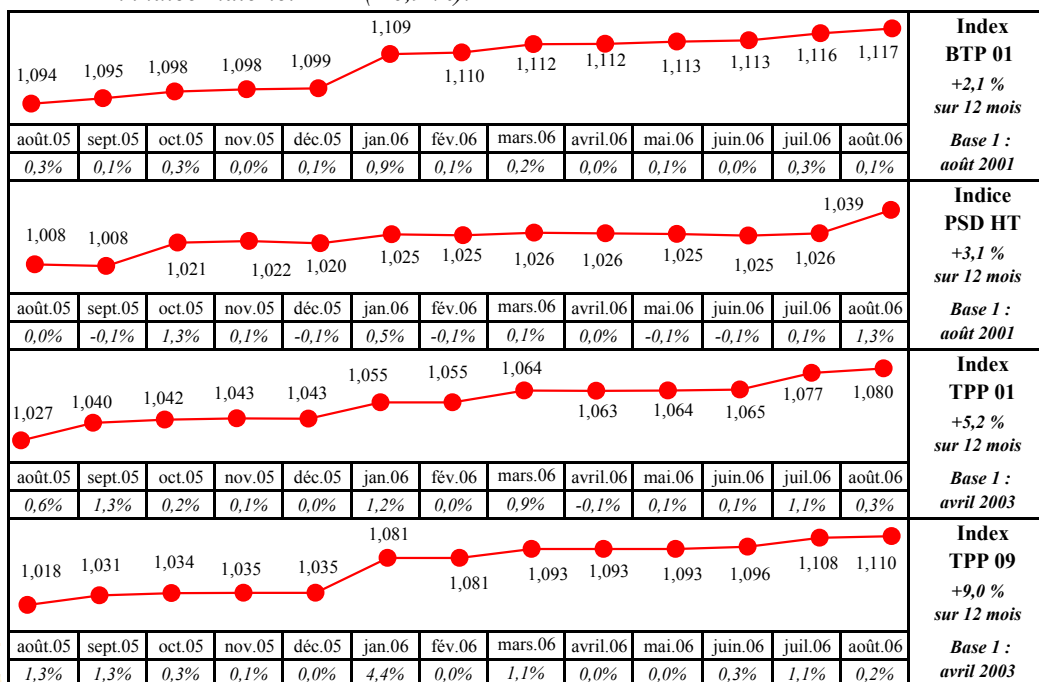 1,094 1,095 1,098 1,098 1,099 1,109 1,110 1,112 1,112 1,113 1,113 1,116 1,117
Index
BTP 01
+2,1 %
sur 12 mois
août.05 sept.05 oct.05 nov.05 déc.05 jan.06 fév.06 mars.06 avril.06 mai.06 juin.06 juil.06 août.06
Base 1 :
0,3% 0,1% 0,3% 0,0% 0,1% 0,9% 0,1% 0,2% 0,0% 0,1% 0,0% 0,3% 0,1%
août 2001
1,008 1,008 1,021 1,022 1,020 1,025 1,025 1,026 1,026 1,025 1,025 1,026 1,039
Indice
PSD HT
+3,1 %
sur 12 mois
août.05 sept.05 oct.05 nov.05 déc.05 jan.06 fév.06 mars.06 avril.06 mai.06 juin.06 juil.06 août.06
Base 1 :
0,0% -0,1% 1,3% 0,1% -0,1% 0,5% -0,1% 0,1% 0,0% -0,1% -0,1% 0,1% 1,3%
août 2001
1,027 1,040 1,042 1,043 1,043 1,055 1,055 1,064 1,063 1,064 1,065 1,077 1,080
Index
TPP 01
+5,2 %
sur 12 mois
août.05 sept.05 oct.05 nov.05 déc.05 jan.06 fév.06 mars.06 avril.06 mai.06 juin.06 juil.06 août.06
Base 1 :
0,6% 1,3% 0,2% 0,1% 0,0% 1,2% 0,0% 0,9% -0,1% 0,1% 0,1% 1,1% 0,3%
avril 2003
1,018 1,031 1,034 1,035 1,035 1,081 1,081 1,093 1,093 1,093 1,096 1,108 1,110
Index
TPP 09
+9,0 %
sur 12 mois
août.05 sept.05 oct.05 nov.05 déc.05 jan.06 fév.06 mars.06 avril.06 mai.06 juin.06 juil.06 août.06
Base 1 :
1,3% 1,3% 0,3% 0,1% 0,0% 4,4% 0,0% 1,1% 0,0% 0,0% 0,3% 1,1% 0,2%
avril 2003